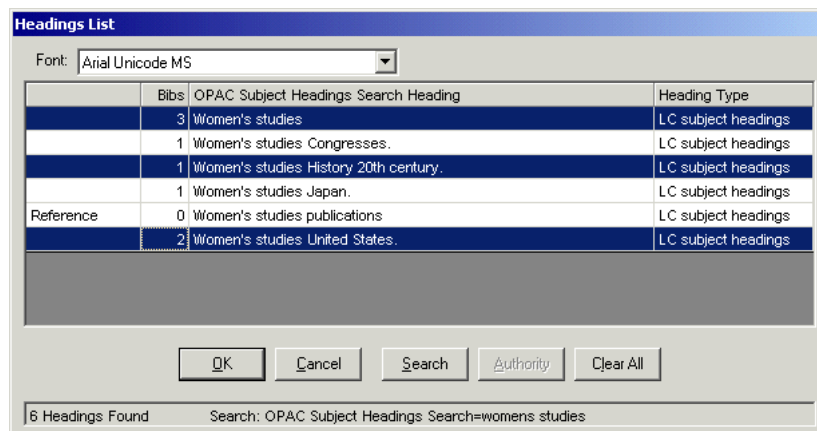 Headings List
Font: Arial Unicode MS
Bibs OPAC Subject Headings Search Heading Heading Type
3 Women's studies LC subject headings
1 Women's studies Congresses. LC subject headings
1 Women's studies History 20th century. LC subject headings
1 Women's studies Japan. LC subject headings
Reference 0 Women's studies publications LC subject headings
2 Women's studies United States. LC subject headings
OK Cancel Search Authority Clear All
6 Headings Found Search: OPAC Subject Headings Search=womens studies